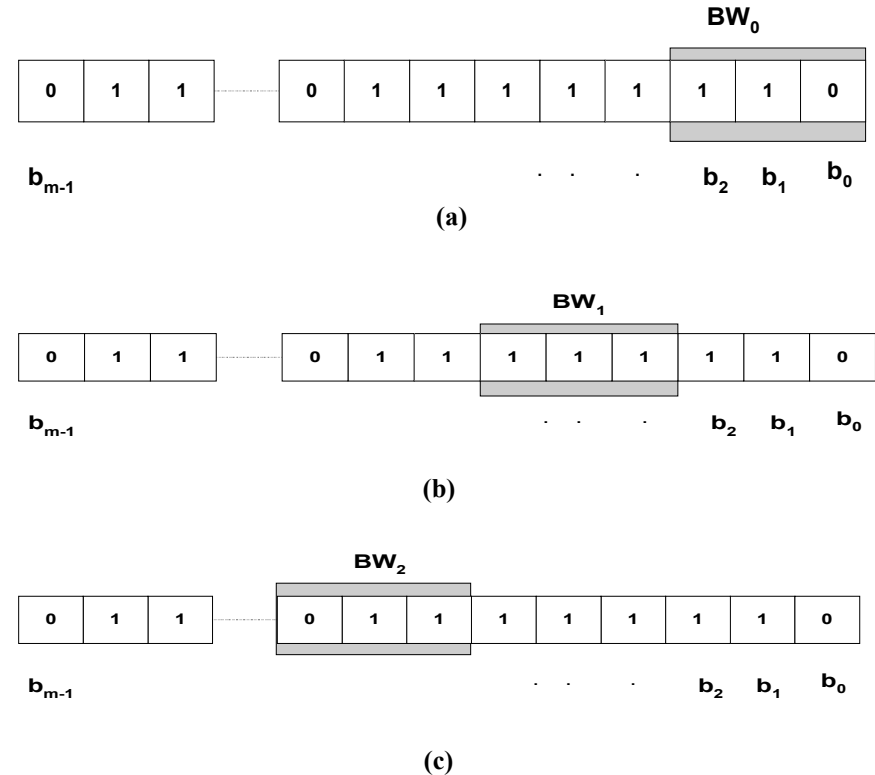 BW0
0 1 1 0 1 1 1 1 1 1 1 0
bm-1 . . . b2 b1 b0
(a)
BW1
0 1 1 0 1 1 1 1 1 1 1 0
bm-1 . . . b2 b1 b0
(b)
BW2
0 1 1 0 1 1 1 1 1 1 1 0
bm-1 . . . b2 b1 b0
(c)